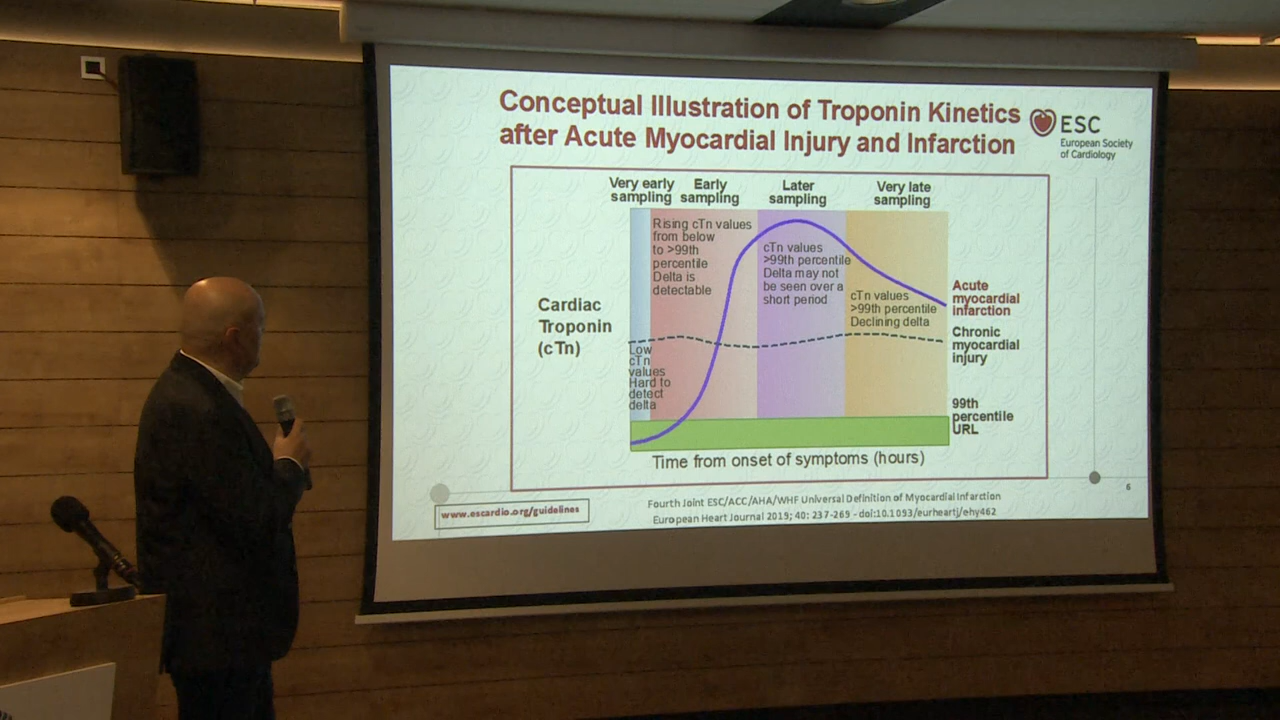 Conceptual Illustration of Troponin Kinetics
after Acute Myocardial Injury and Infarction
ESC
European Society
of Cardiology
Very early
sampling
Early
sampling
Later
sampling
Very late
sampling
Rising cTn values
from below
to >99th
percentile
Delta is
detectable
cTn values
>99th percentile
Delta may not
be seen over a
short period
cTn values
>99th percentile
Declining delta
Cardiac
Troponin
(cTn)
Low
cTn
values
Hard to
detect
delta
Acute
myocardial
infarction
Chronic
myocardial
injury
99th
percentile
URL
Time from onset of symptoms (hours)
6
www.escardio.org/guidelines
Fourth Joint ESC/ACC/AHA/WHF Universal Definition of Myocardial Infarction
European Heart Journal 2019; 40: 237-269 - doi:10.1093/eurheartj/ehy462